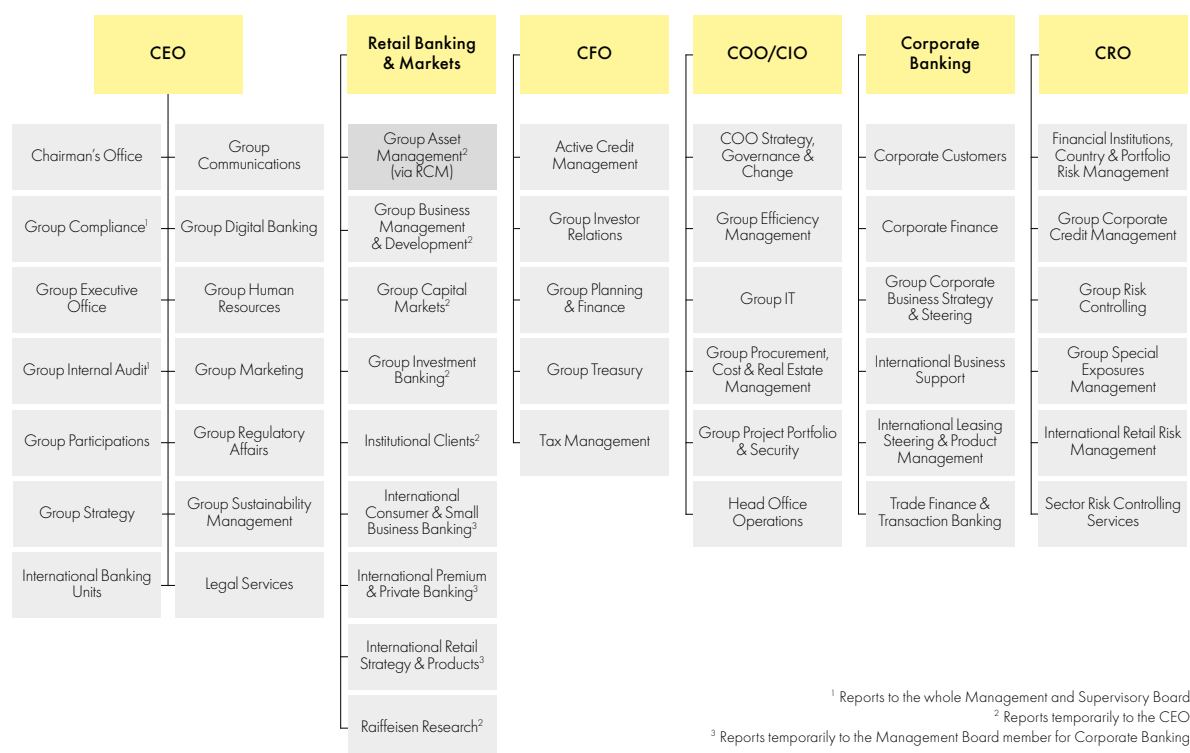 CEO
Chairman's Office
Group
Communications
Group Compliance¹
Group Digital Banking
Group Executive
Office
Group Human
Resources
Group Internal Audit¹
Group Marketing
Group Participations
Group Regulatory
Affairs
Group Strategy
Group Sustainability
Management
International Banking
Units
Legal Services
Retail Banking
& Markets
Group Asset
Management²
(via RCM)
Group Business
Management
& Development²
Group Capital
Markets²
Group Investment
Banking²
Institutional Clients²
International
Consumer & Small
Business Banking³
International Premium
& Private Banking³
International Retail
Strategy & Products³
Raiffeisen Research²
CFO
Active Credit
Management
Group Investor
Relations
Group Planning
& Finance
Group Treasury
Tax Management
COO/CIO
COO Strategy,
Governance &
Change
Group Efficiency
Management
Group IT
Group Procurement,
Cost & Real Estate
Management
Group Project Portfolio
& Security
Head Office
Operations
Corporate
Banking
Corporate Customers
Corporate Finance
Group Corporate
Business Strategy
& Steering
International Business
Support
International Leasing
Steering & Product
Management
Trade Finance &
Transaction Banking
CRO
Financial Institutions,
Country & Portfolio
Risk Management
Group Corporate
Credit Management
Group Risk
Controlling
Group Special
Exposures
Management
International Retail Risk
Management
Sector Risk Controlling
Services
¹ Reports to the whole Management and Supervisory Board
² Reports temporarily to the CEO
³ Reports temporarily to the Management Board member for Corporate Banking